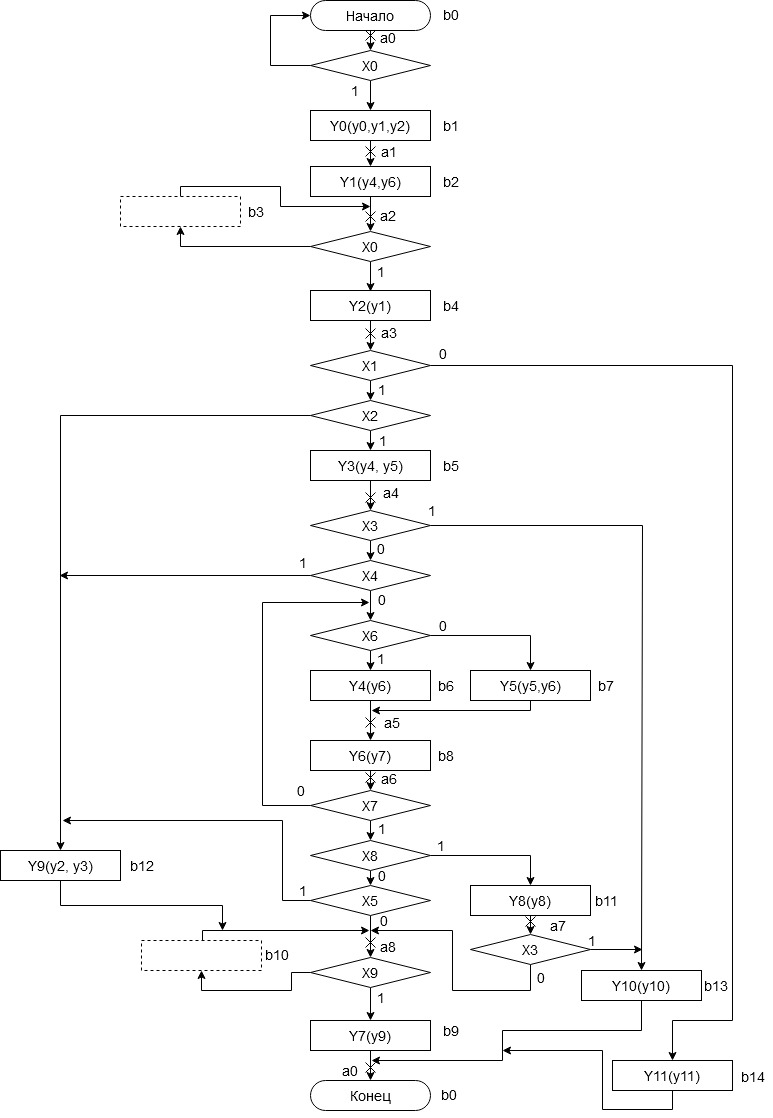 Начало b0
a0
X0
1
Y0(y0,y1,y2) b1
a1
Y1(y4,y6) b2
b3
a2
X0
1
Y2(y1) b4
a3
X1 0
1
X2
1
Y3(y4, y5) b5
a4
X3 1
0
1 X4
0
X6 0
1
Y4(y6) b6 Y5(y5,y6) b7
a5
Y6(y7) b8
a6
0 X7
1
X8 1
0
Y9(y2, y3) b12
1 X5 Y8(y8) b11
0 a7
a8 X3 1
b10 0
X9 Y10(y10) b13
1
Y7(y9) b9
a0 Y11(y11) b14
Конец b0